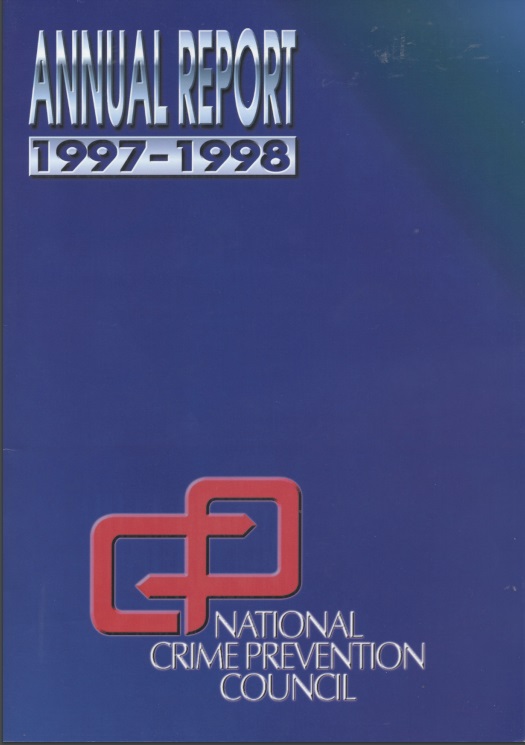 ANNUAL REPORT
1997-1998
NATIONAL
CRIME PREVENTION
COUNCIL